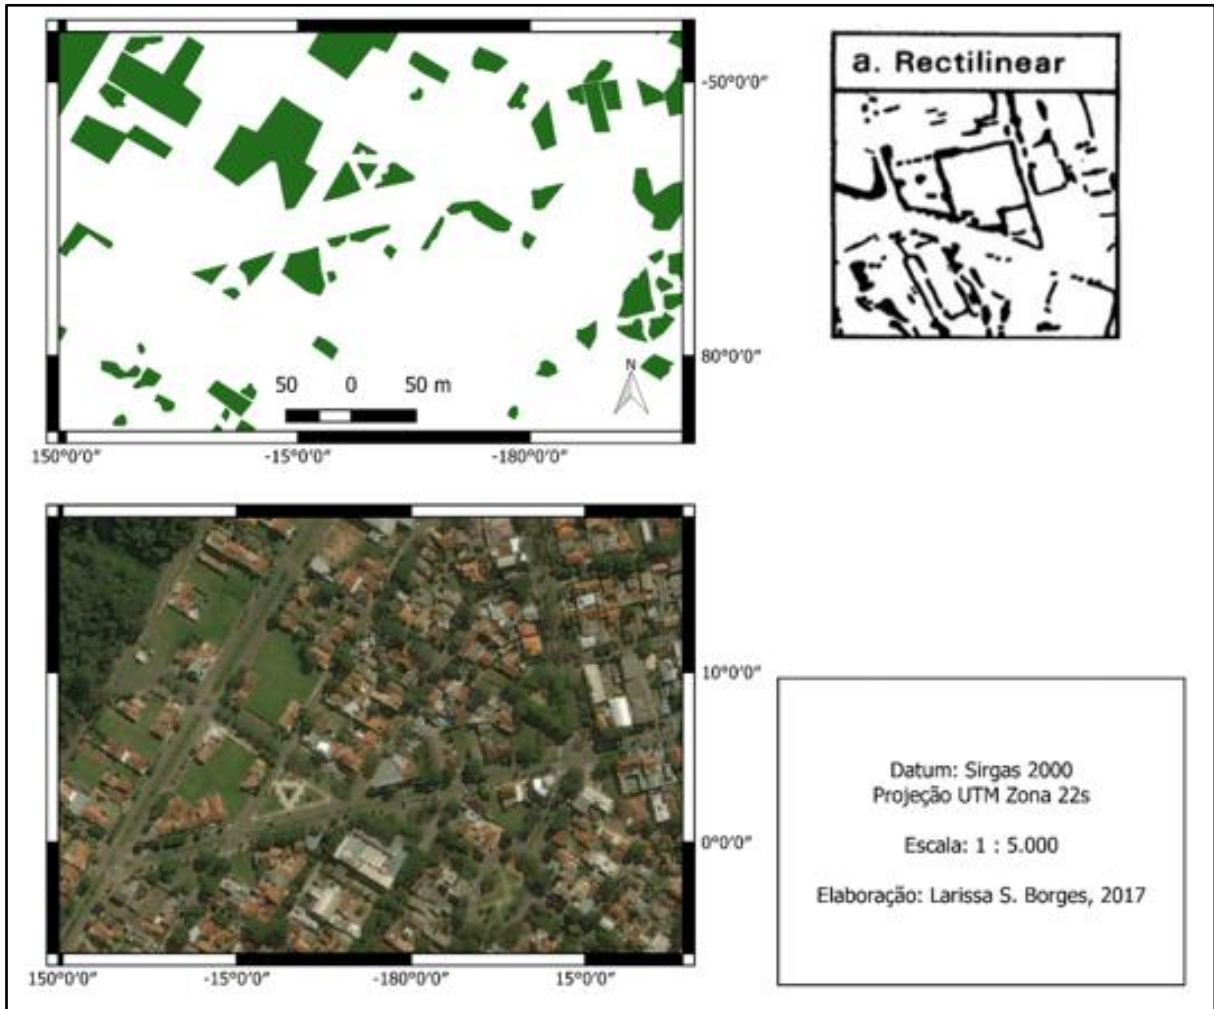 a. Rectilinear
-50°0'0"
50 0 50 m
N
80°0'0"
150°0'0" -15°0'0" -180°0'0"
10°0'0"
0°0'0"
150°0'0" -15°0'0" -180°0'0" 15°0'0"
Datum: Sirgas 2000
Projeção UTM Zona 22s
Escala: 1 : 5.000
Elaboração: Larissa S. Borges, 2017